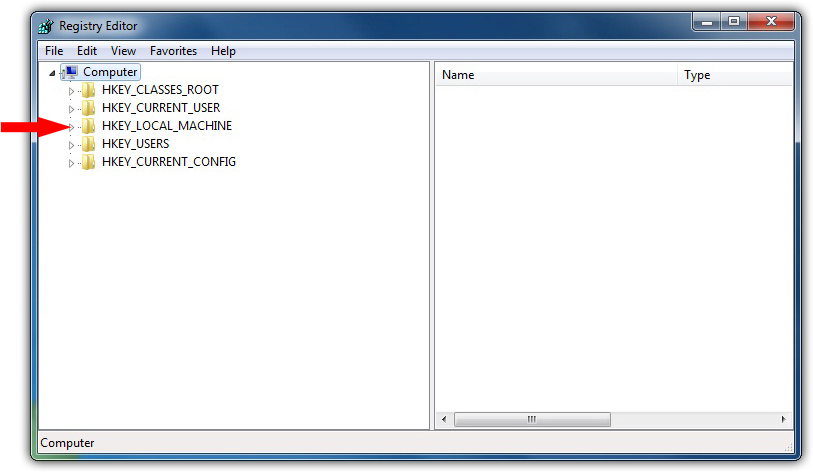 Registry Editor
File Edit View Favorites Help
Computer
HKEY_CLASSES_ROOT
HKEY_CURRENT_USER
HKEY_LOCAL_MACHINE
HKEY_USERS
HKEY_CURRENT_CONFIG
Name Type
Computer